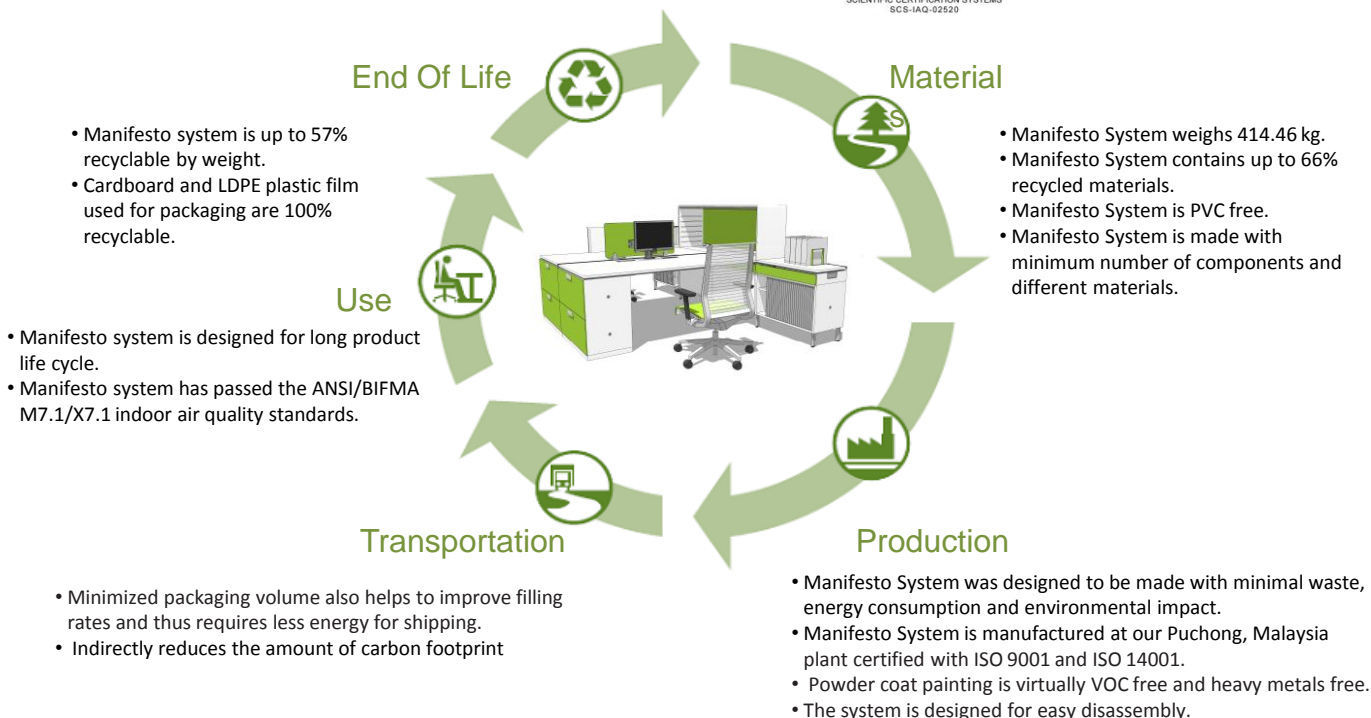 SCIENTIFIC CERTIFICATION SYSTEMS
SCS-IAQ-02520
End Of Life
• Manifesto system is up to 57%
recyclable by weight.
• Cardboard and LDPE plastic film
used for packaging are 100%
recyclable.
Material
S
• Manifesto System weighs 414.46 kg.
• Manifesto System contains up to 66%
recycled materials.
• Manifesto System is PVC free.
• Manifesto System is made with
minimum number of components and
different materials.
Use
• Manifesto system is designed for long product
life cycle.
• Manifesto system has passed the ANSI/BIFMA
M7.1/X7.1 indoor air quality standards.
Transportation
• Minimized packaging volume also helps to improve filling
rates and thus requires less energy for shipping.
• Indirectly reduces the amount of carbon footprint
Production
• Manifesto System was designed to be made with minimal waste,
energy consumption and environmental impact.
• Manifesto System is manufactured at our Puchong, Malaysia
plant certified with ISO 9001 and ISO 14001.
• Powder coat painting is virtually VOC free and heavy metals free.
• The system is designed for easy disassembly.